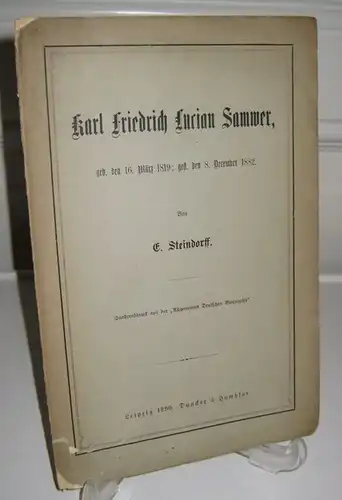 Karl Friedrich Lucian Samwer,
geb. den 16. März 1819; gest. den 8. December 1882.
Von
E. Steindorff.
Sonderabdruck aus der „Allgemeinen Deutschen Biographie“
Leipzig 1890. Duncker & Humblot